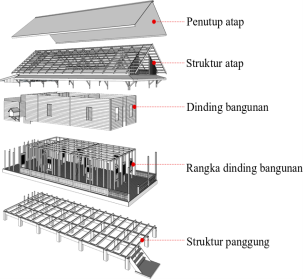 Penutup atap
Struktur atap
Dinding bangunan
Rangka dinding bangunan
Struktur panggung